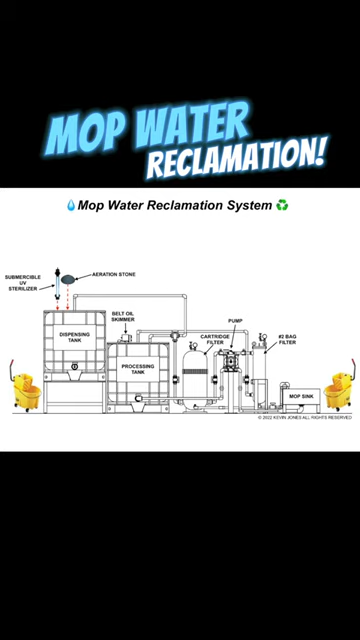 MOP WATER
RECLAMATION!
💧Mop Water Reclamation System ♻
SUBMERCIBLE
UV
STERILIZER
AERATION STONE
BELT OIL
SKIMMER
DISPENSING
TANK
PROCESSING
TANK
CARTRIDGE
FILTER
PUMP
#2 BAG
FILTER
MOP SINK
© 2022 KEVIN JONES ALL RIGHTS RESERVED